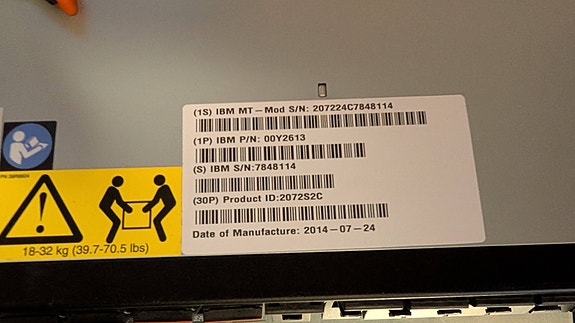 (1S) IBM MT-Mod S/N: 207224C7848114
(1P) IBM P/N: 00Y2613
(S) IBM S/N:7848114
(30P) Product ID:2072S2C
Date of Manufacture: 2014-07-24
18-32 kg (39.7-70.5 lbs)